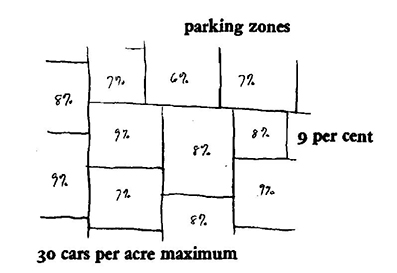 parking zones
7% 6% 7%
8%
9% 8% 8% 9 per cent
9% 7% 9%
8%
30 cars per acre maximum